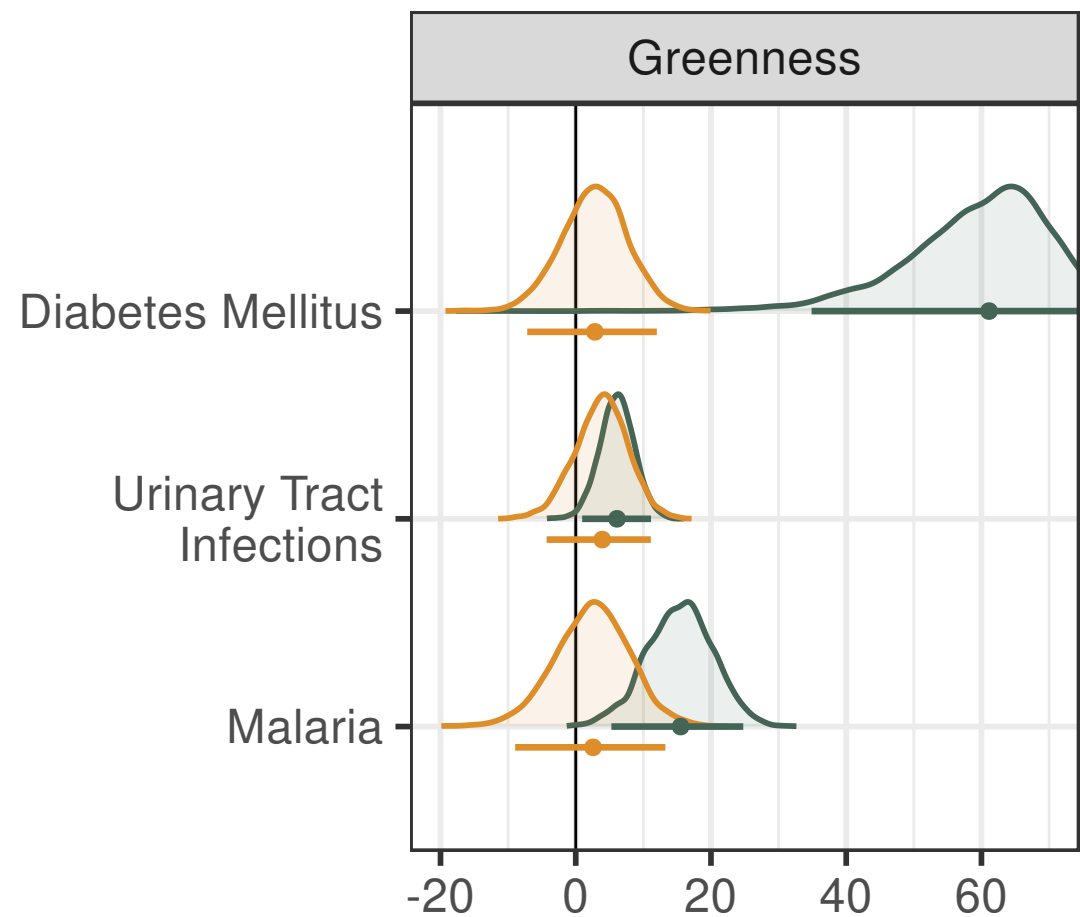 Greenness
Diabetes Mellitus
Urinary Tract
Infections
Malaria
-20 0 20 40 60